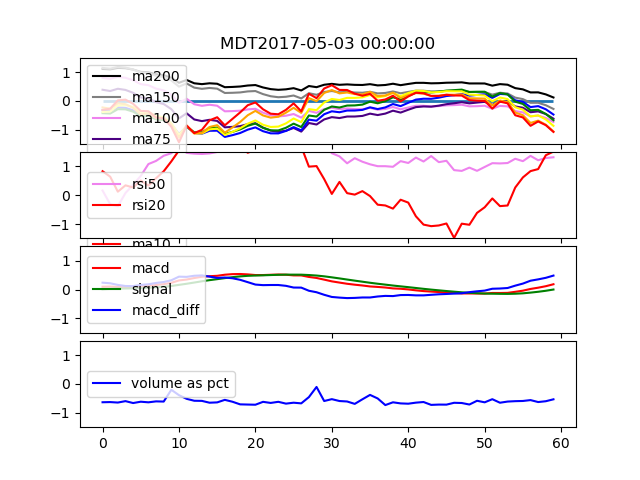 MDT2017-05-03 00:00:00
1
0
−1
ma200
ma150
ma100
ma75
1
0
−1
rsi50
rsi20
ma10
1
0
−1
macd
signal
macd_diff
1
0
−1
volume as pct
0 10 20 30 40 50 60